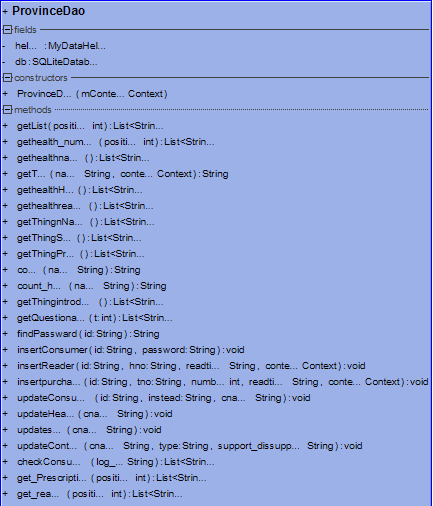 + ProvinceDao
fields
- hel... :MyDataHel...
- db:SQLiteDatab...
constructors
+ ProvinceD... (mConte... Context)
methods
+ getList(positi... int):List<Strin...
+ gethealth_num... (positi... int):List<Strin...
+ gethealthna... ():List<Strin...
+ getT... (na... String, conte... Context):String
+ gethealthH... ():List<Strin...
+ gethealthrea... ():List<Strin...
+ getThingnNa... ():List<Strin...
+ getThingS... ():List<Strin...
+ getThingPr... ():List<Strin...
+ co... (na... String):String
+ count_h... (na... String):String
+ getThingintrod... ():List<Strin...
+ getQuestiona... (t:int):List<Strin...
+ findPassward(id:String):String
+ insertConsumer(id:String, password:String):void
+ insertReader(id:String, hno:String, readti... String, conte... Context):void
+ insertpurcha... (id:String, tno:String, numb... int, readti... String, conte... Context):void
+ updateConsu... (id:String, instead:String, cna... String):void
+ updateHea... (cna... String):void
+ updates... (cna... String):void
+ updateCont... (cna... String, type:String, support_dissupp... String):void
+ checkConsu... (log_... String):List<Strin...
+ get_Prescripti... (positi... int):List<Strin...
+ get_rea... (positi... int):List<Strin...